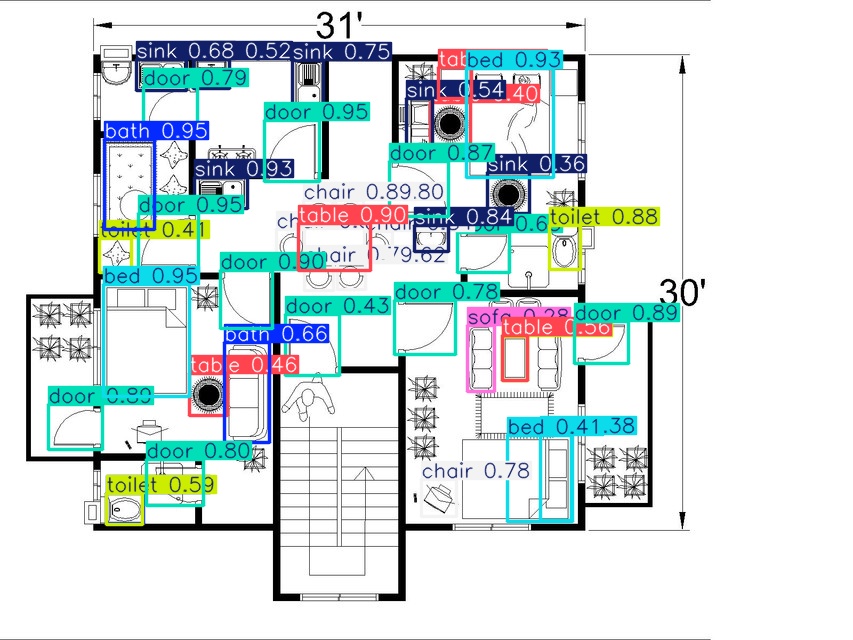 31'
sink 0.68
0.52
sink 0.75
tab
bed 0.93
door 0.79
sink 0.54
.40
door 0.95
bath 0.95
door 0.87
sink 0.93
sink 0.36
chair 0.89
.80
door 0.95
table 0.90
sink 0.84
toilet 0.88
toilet 0.41
door 0.90
bed 0.95
door 0.78
30'
door 0.43
door 0.89
sofa 0.28
table 0.56
bath 0.66
table 0.46
door 0.89
bed 0.41
.38
door 0.80
chair 0.78
toilet 0.59